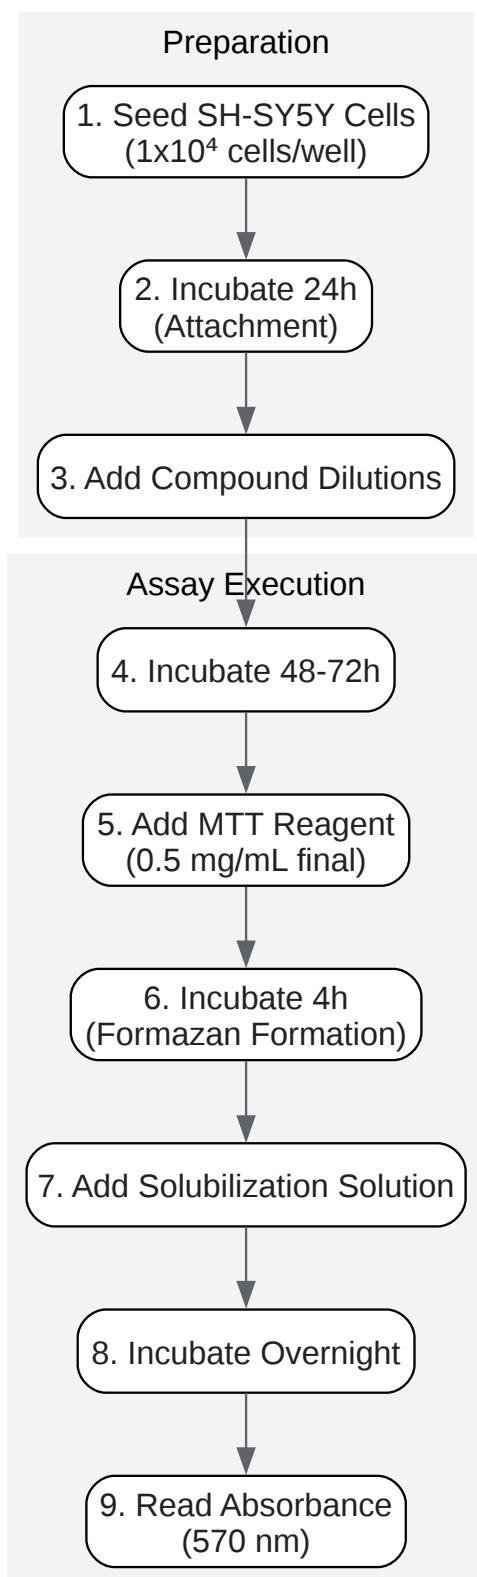 Preparation
1. Seed SH-SY5Y Cells
(1x10⁴ cells/well)
2. Incubate 24h
(Attachment)
3. Add Compound Dilutions
Assay Execution
4. Incubate 48-72h
5. Add MTT Reagent
(0.5 mg/mL final)
6. Incubate 4h
(Formazan Formation)
7. Add Solubilization Solution
8. Incubate Overnight
9. Read Absorbance
(570 nm)